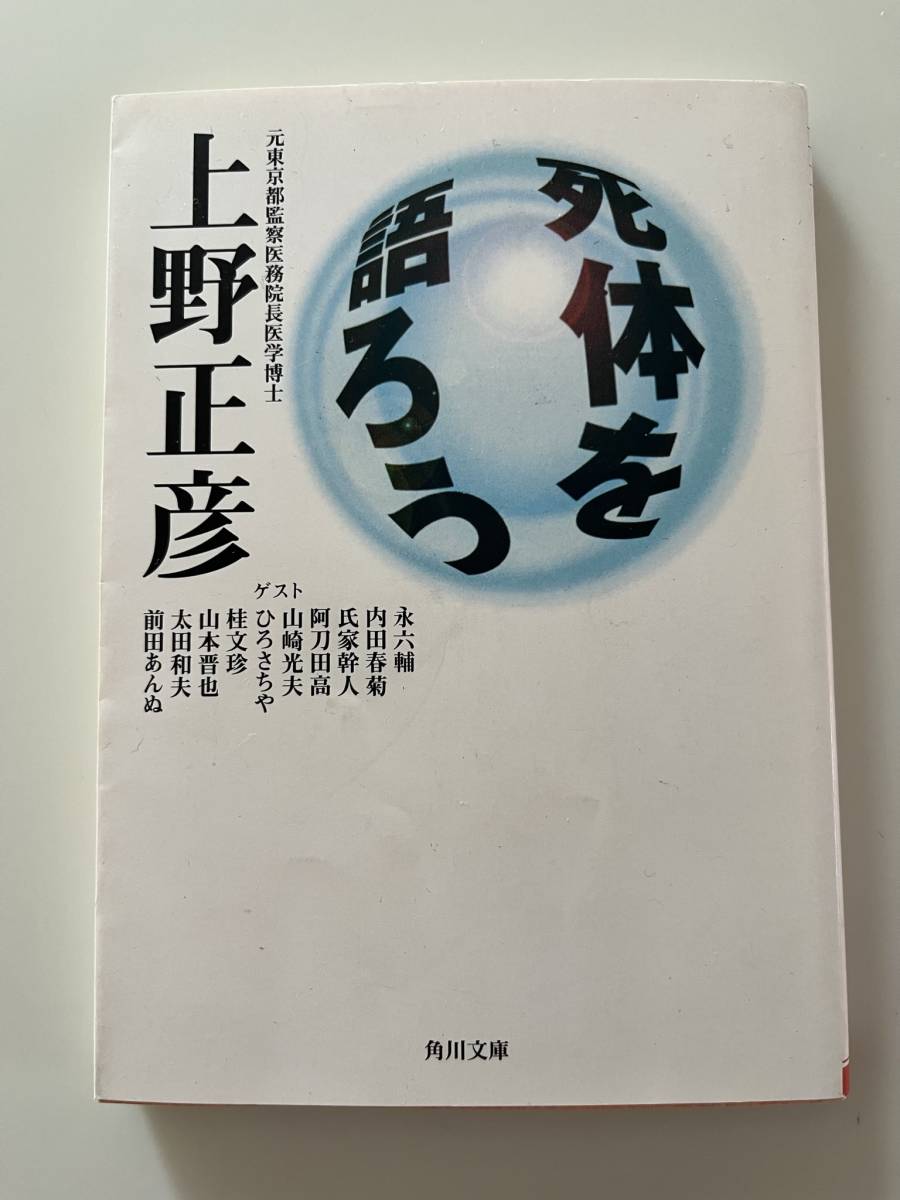 死体を
語ろう
元東京都監察医務院長医学博士
上野正彦
ゲスト
永六輔
内田春菊
氏家幹人
阿刀田高
山崎光夫
ひろさちや
桂文珍
山本晋也
太田和夫
前田あんぬ
角川文庫